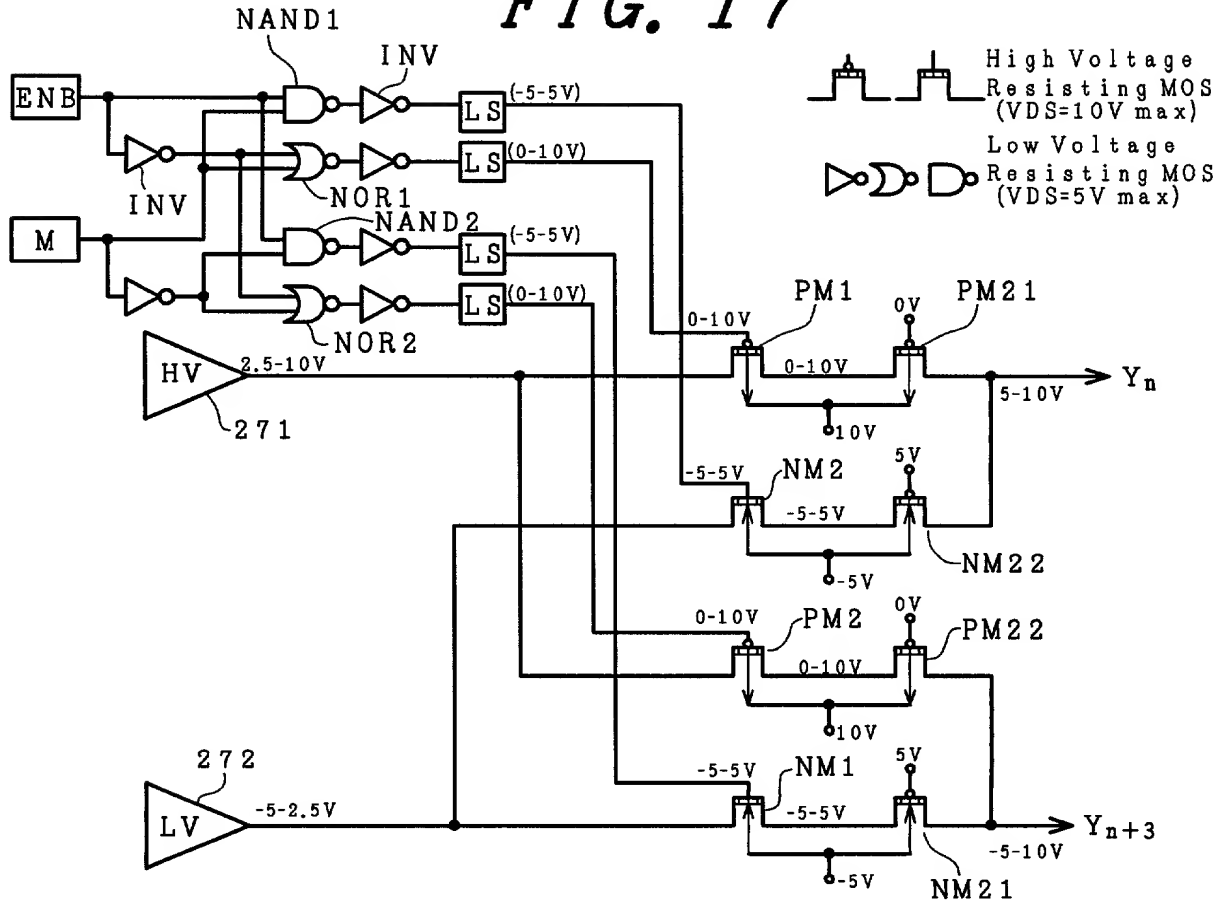 FIG. 17
NAND1
INV
High Voltage
Resisting MOS
(VDS=10V max)
Low Voltage
Resisting MOS
(VDS=5V max)
ENB
LS
(-5-5V)
LS
(0-10V)
INV
NOR1
NAND2
M
LS
(-5-5V)
LS
(0-10V)
NOR2
PM1
PM21
0V
0-10V
HV
2.5-10V
0-10V
5-10V
Yn
271
10V
NM2
5V
-5-5V
-5-5V
NM22
-5V
PM2
0V
0-10V
PM22
0-10V
10V
272
NM1
5V
-5-5V
LV
-5-2.5V
-5-5V
-5-10V
Yn+3
-5V
NM21